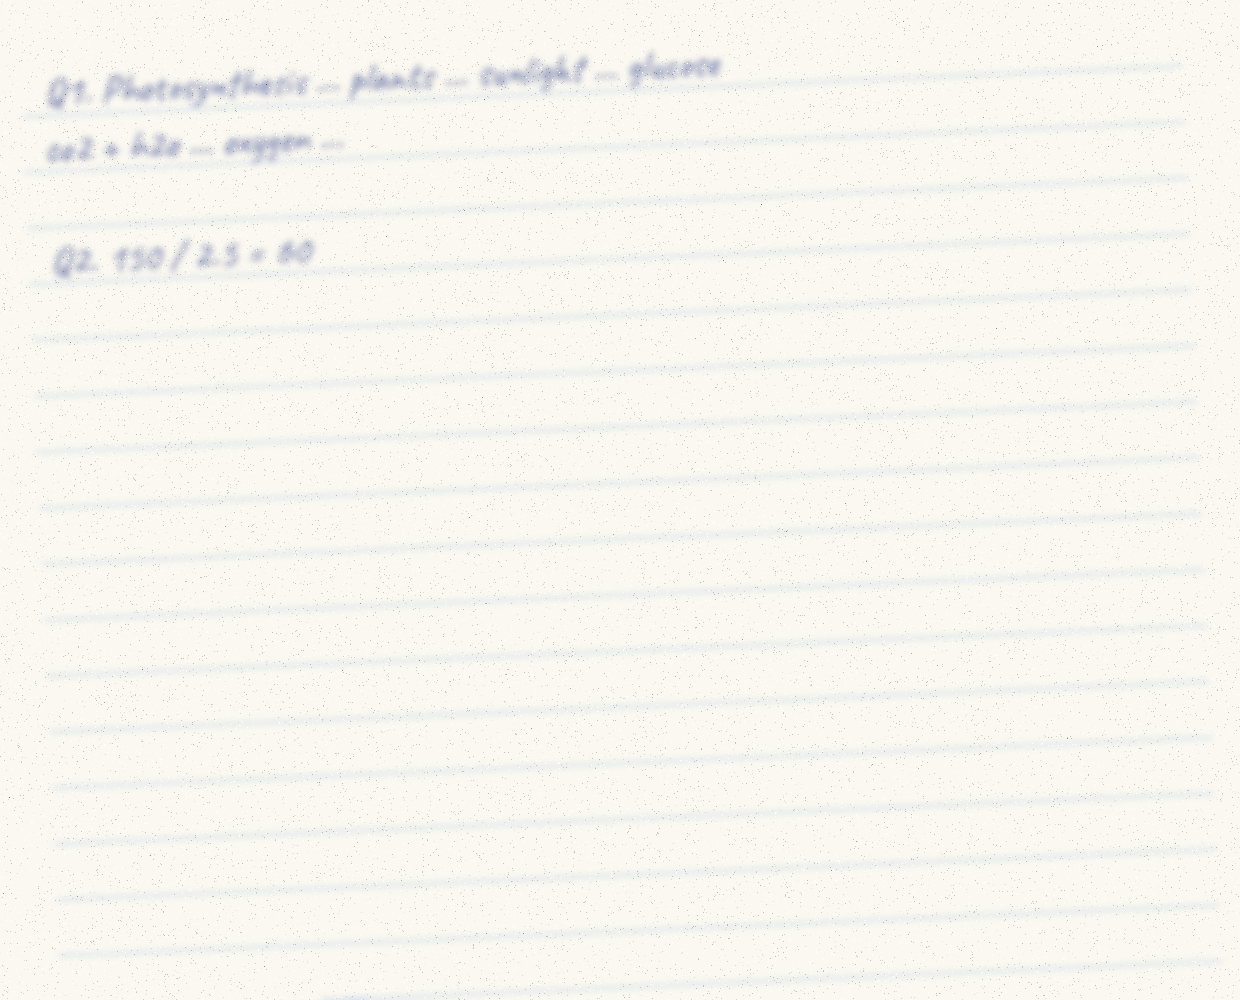 Q1. Photosynthesis ... plants ... sunlight ... glucose
co2 + h2o ... oxygen ...
Q2. 150 / 2.5 = 60